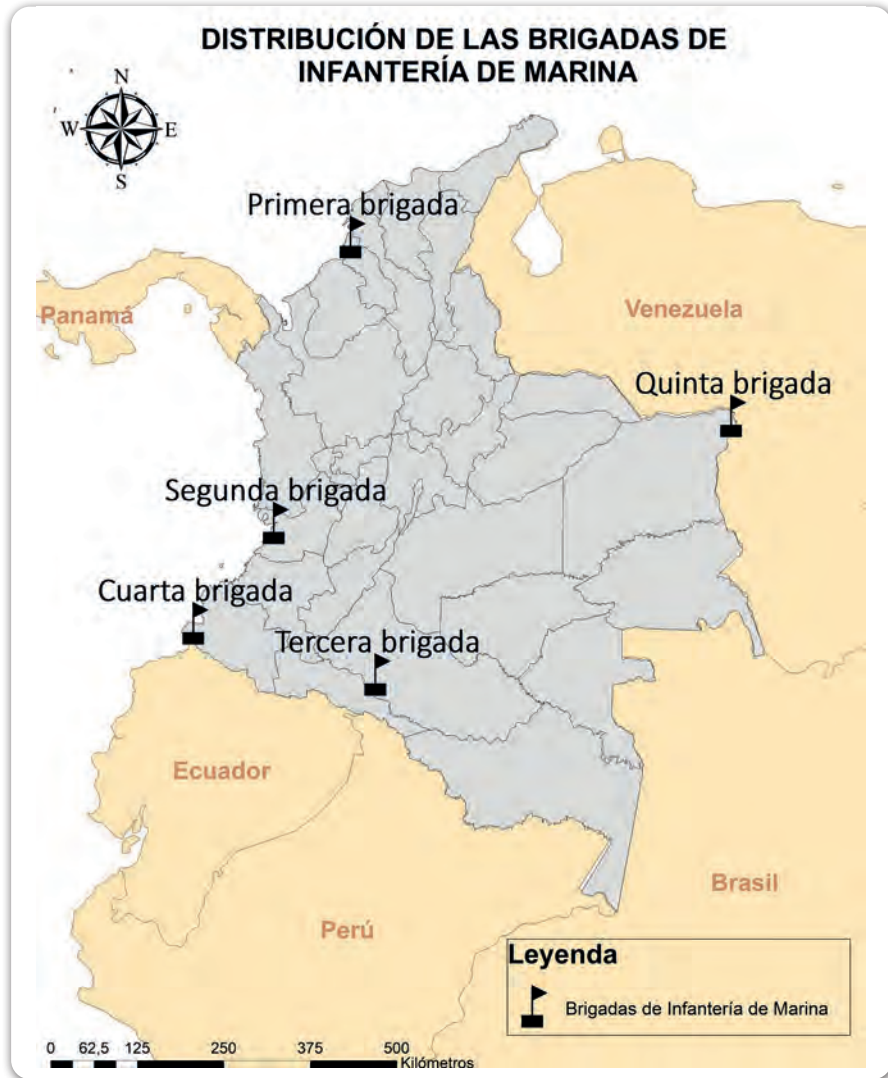 DISTRIBUCIÓN DE LAS BRIGADAS DE
INFANTERÍA DE MARINA
N
W E
S
Primera brigada
Panamá
Venezuela
Quinta brigada
Segunda brigada
Cuarta brigada
Tercera brigada
Ecuador
Brasil
Perú
Leyenda
Brigadas de Infantería de Marina
0 62,5 125 250 375 500
Kilómetros